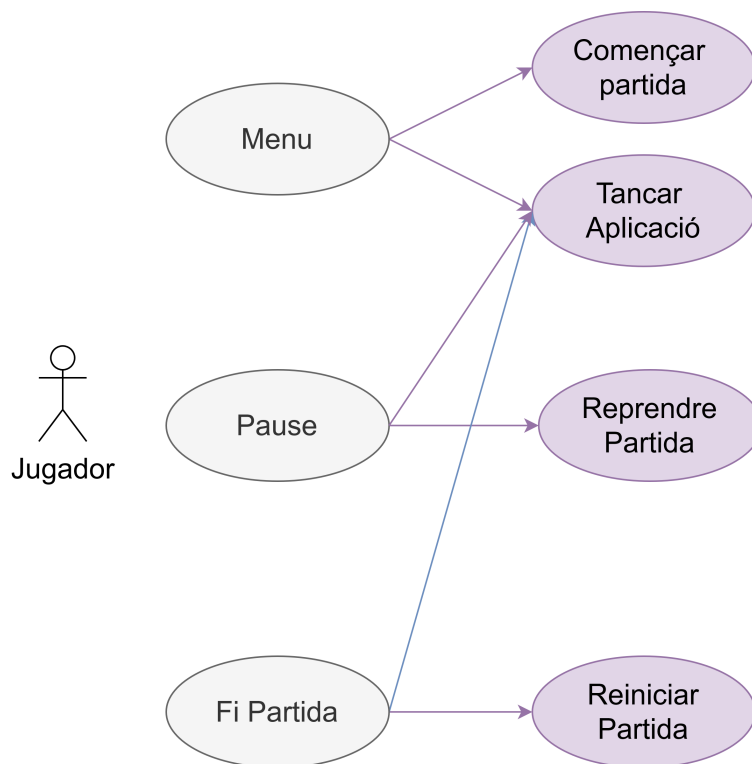 Començar
partida
Menu
Tancar
Aplicació
Jugador
Pause
Reprendre
Partida
Fi Partida
Reiniciar
Partida